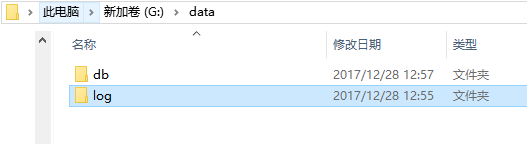 此电脑 新加卷 (G:) data
名称 修改日期 类型
db 2017/12/28 12:57 文件夹
log 2017/12/28 12:55 文件夹